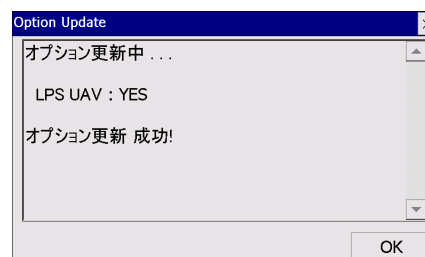 Option Update
オプション更新中 . . .
LPS UAV : YES
オプション更新 成功!
OK